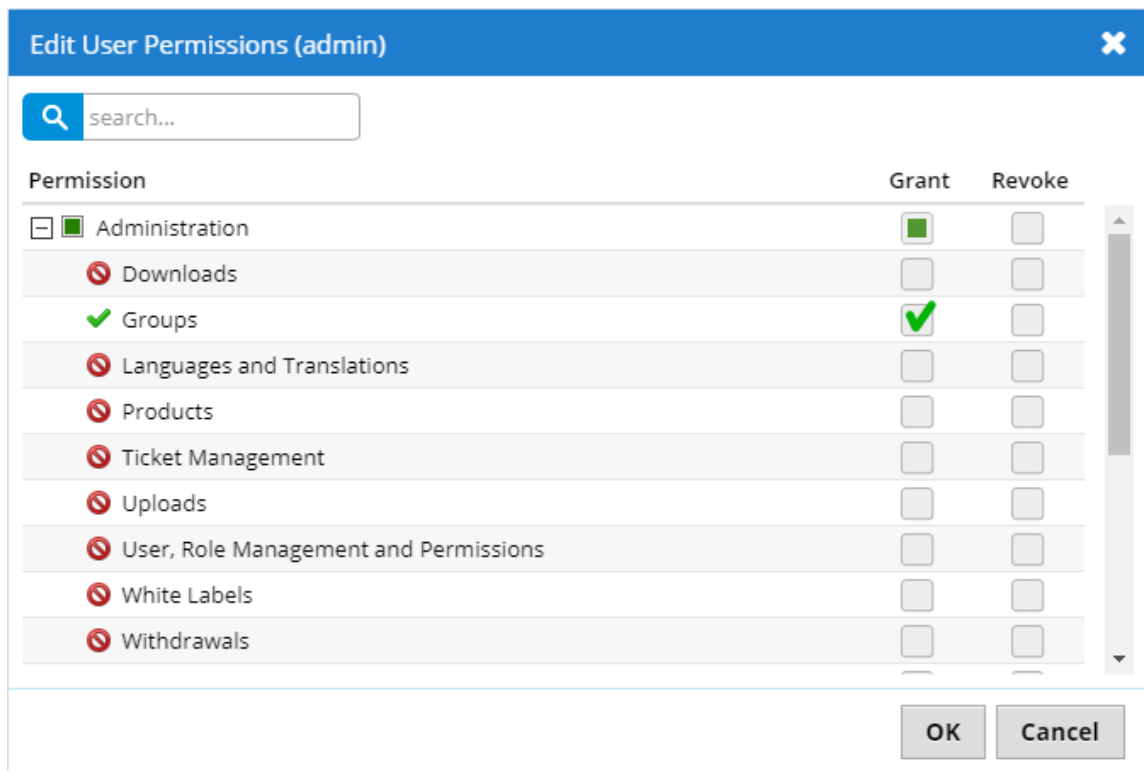 Edit User Permissions (admin)
search...
Permission Grant Revoke
Administration
Downloads
Groups
Languages and Translations
Products
Ticket Management
Uploads
User, Role Management and Permissions
White Labels
Withdrawals
OK Cancel